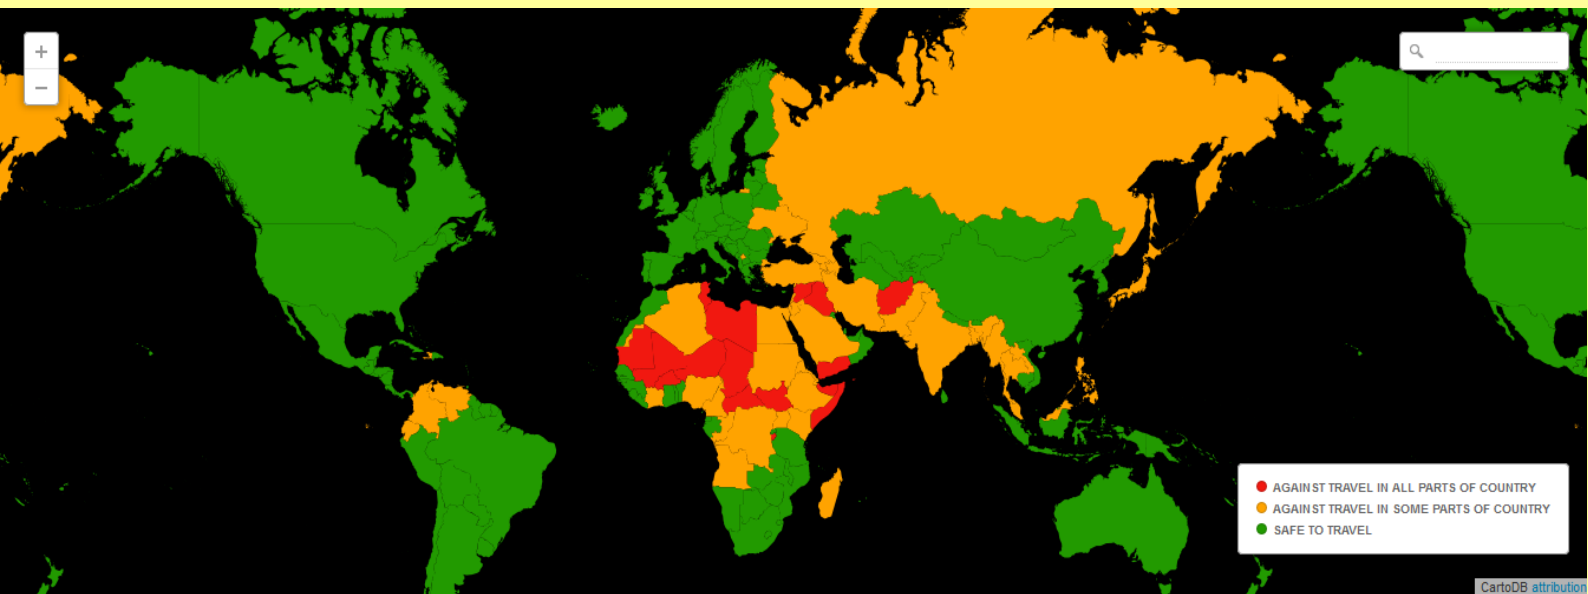 +
−
AGAINST TRAVEL IN ALL PARTS OF COUNTRY
AGAINST TRAVEL IN SOME PARTS OF COUNTRY
SAFE TO TRAVEL
CartoDB attribution